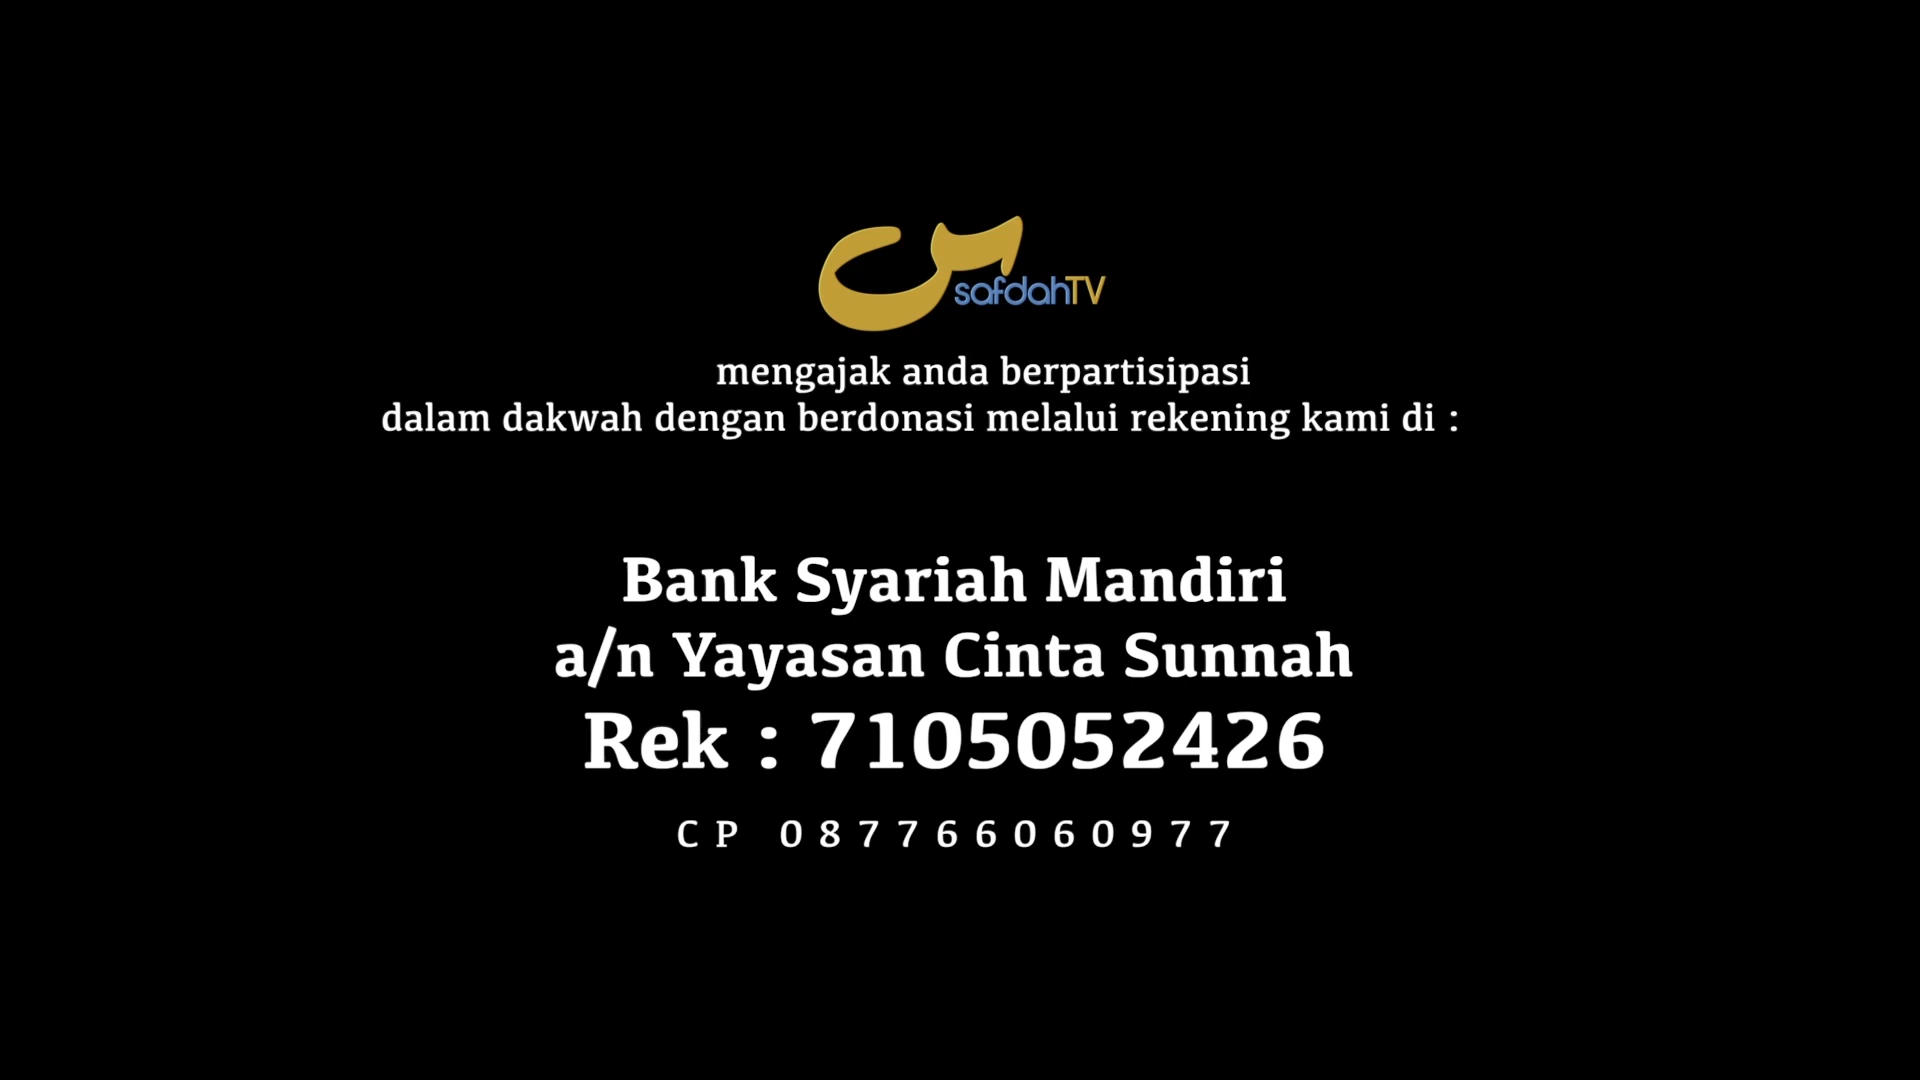 safdahTV
mengajak anda berpartisipasi
dalam dakwah dengan berdonasi melalui rekening kami di :
Bank Syariah Mandiri
a/n Yayasan Cinta Sunnah
Rek : 7105052426
CP 087766060977